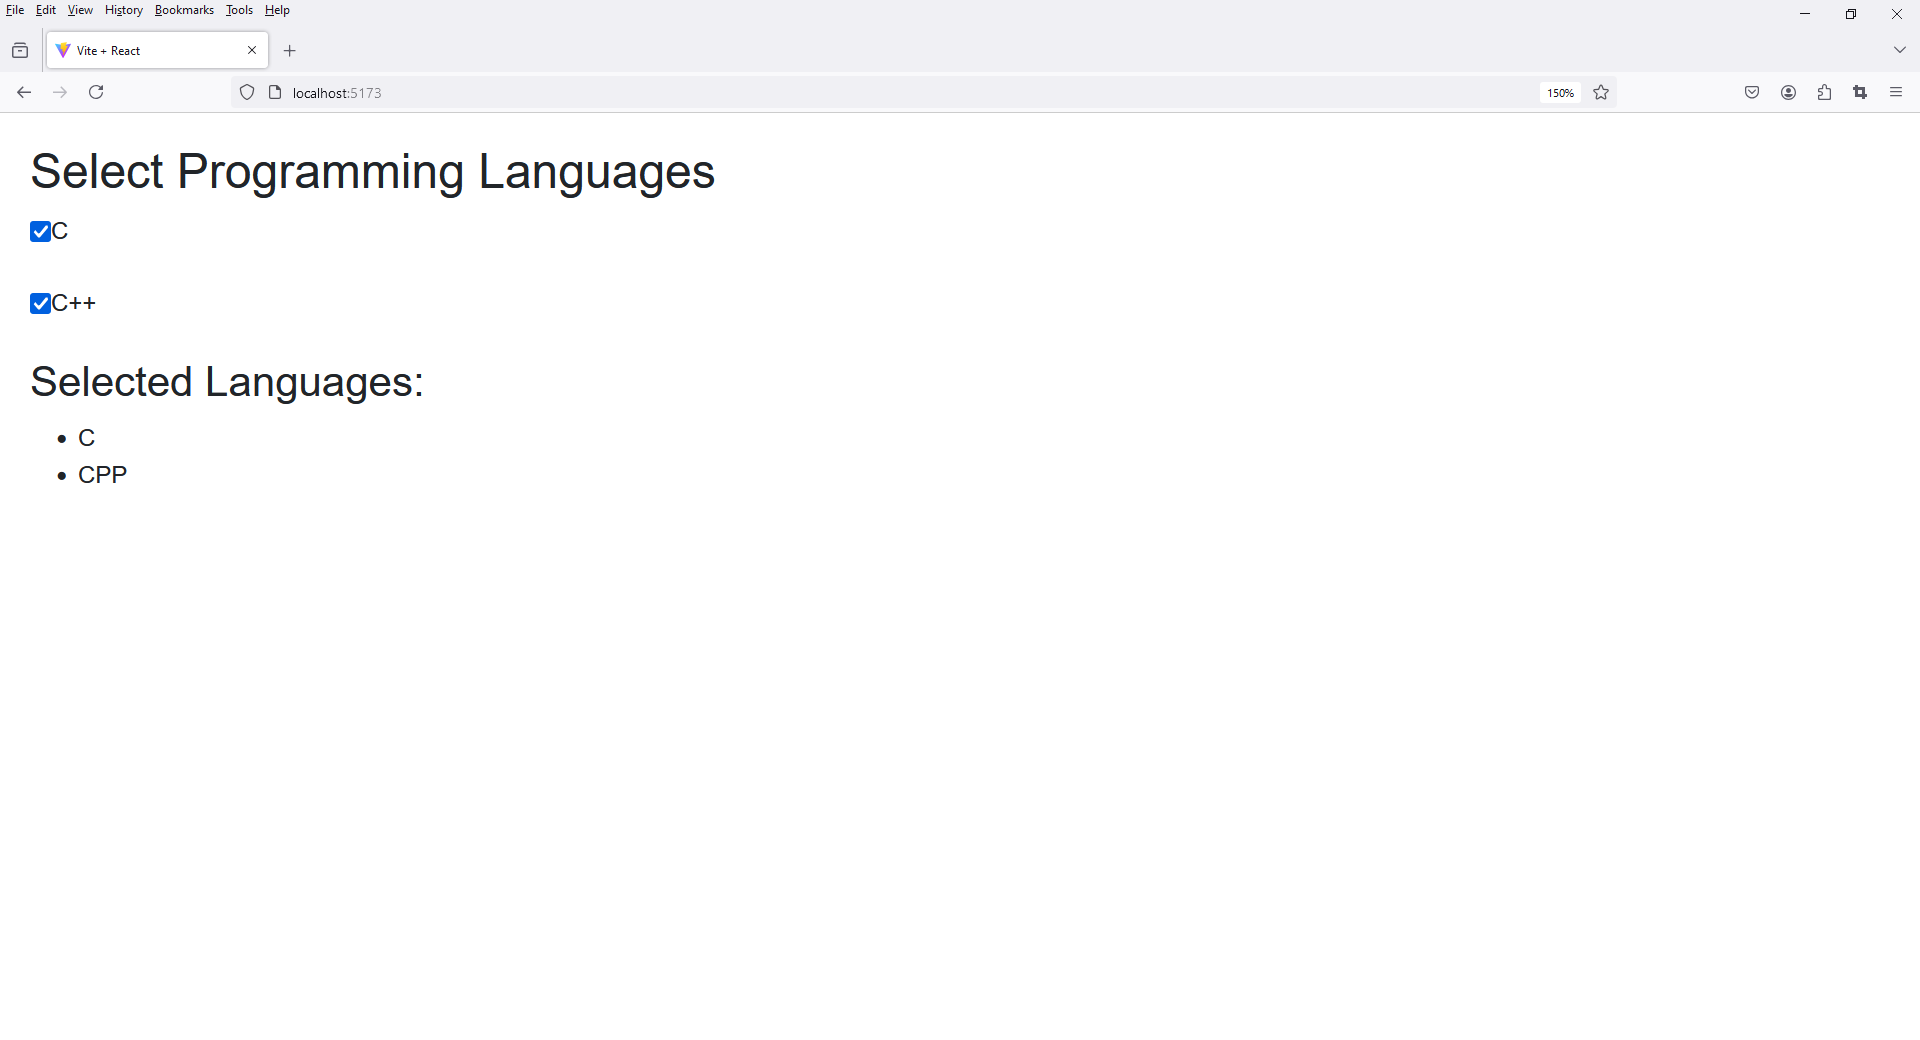 File Edit View History Bookmarks Tools Help
Vite + React
localhost:5173
150%
Select Programming Languages
C
C++
Selected Languages:
• C
• CPP